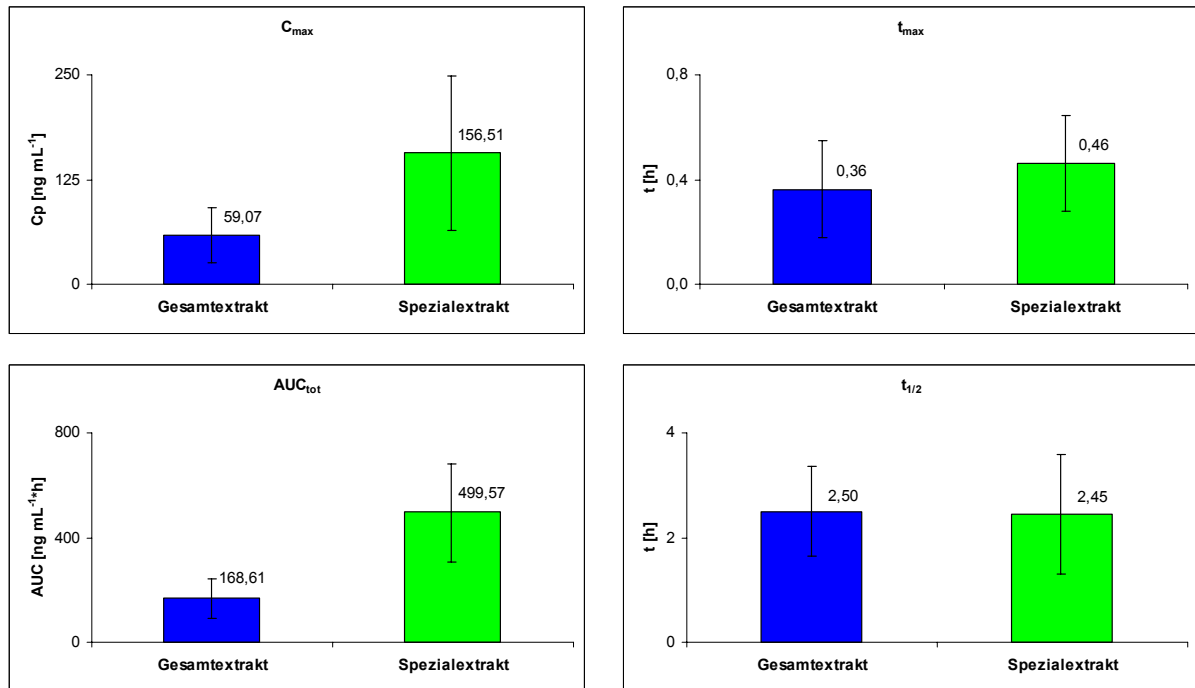 Cmax
Cp [ng mL-1]
250
125
0
59,07
156,51
Gesamtextrakt Spezialextrakt
tmax
t [h]
0,8
0,4
0,0
0,36
0,46
Gesamtextrakt Spezialextrakt
AUCtot
AUC [ng mL-1*h]
800
400
0
168,61
499,57
Gesamtextrakt Spezialextrakt
t1/2
t [h]
4
2
0
2,50
2,45
Gesamtextrakt Spezialextrakt